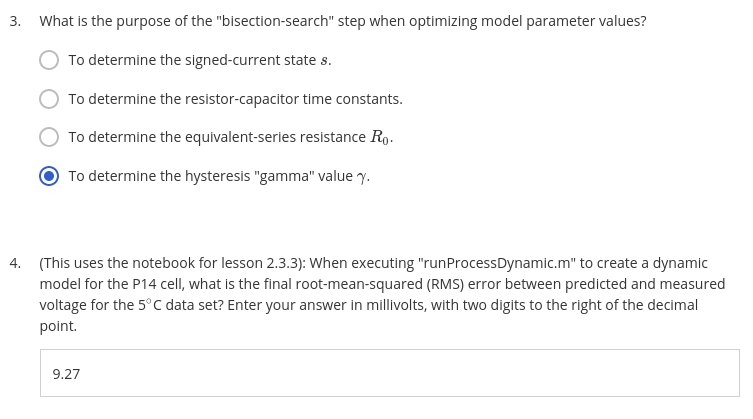 3. What is the purpose of the "bisection-search" step when optimizing model parameter values?
To determine the signed-current state s.
To determine the resistor-capacitor time constants.
To determine the equivalent-series resistance R₀.
To determine the hysteresis "gamma" value γ.
4. (This uses the notebook for lesson 2.3.3): When executing "runProcessDynamic.m" to create a dynamic
model for the P14 cell, what is the final root-mean-squared (RMS) error between predicted and measured
voltage for the 5°C data set? Enter your answer in millivolts, with two digits to the right of the decimal
point.
9.27